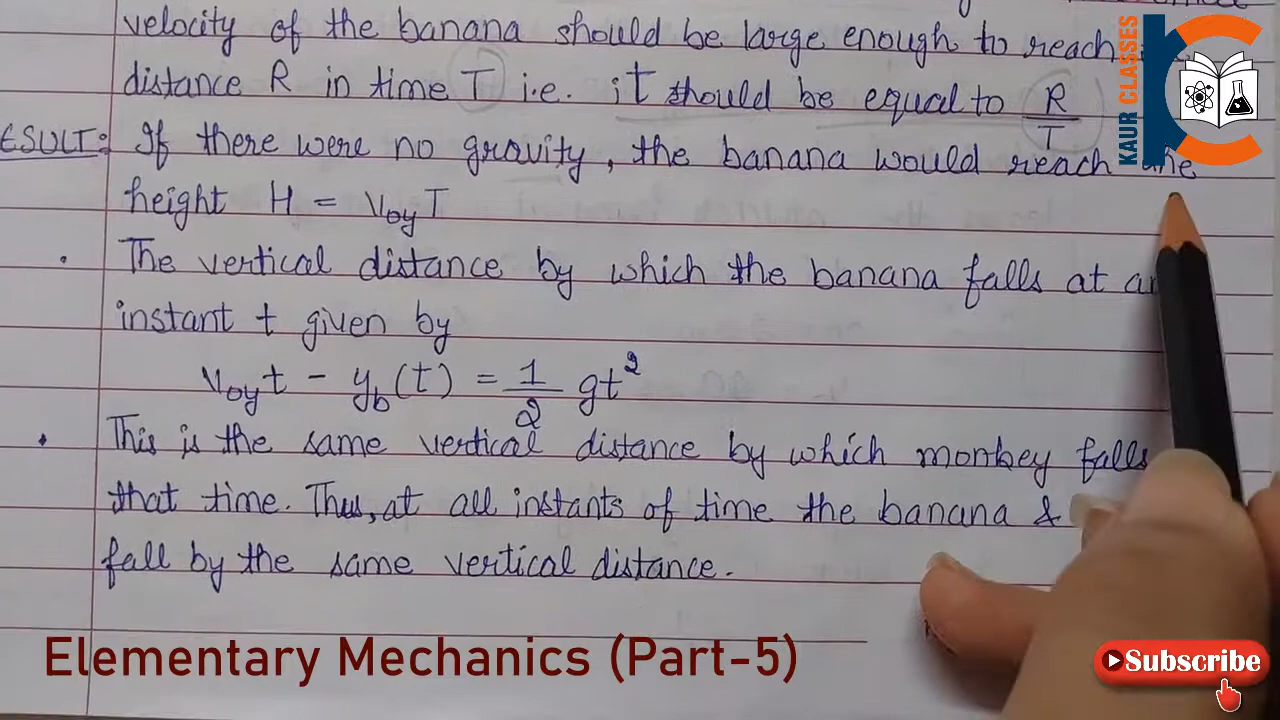 velocity of the banana should be large enough to reach
distance R in time T i.e. it should be equal to R/T
ESULT: If there were no gravity, the banana would reach the
height H = v₀yT
. The vertical distance by which the banana falls at an
instant t given by
v₀yt - yb(t) = 1/2 gt²
. This is the same vertical distance by which monkey falls
that time. Thus, at all instants of time the banana &
fall by the same vertical distance.
KAUR CLASSES
Elementary Mechanics (Part-5)
Subscribe